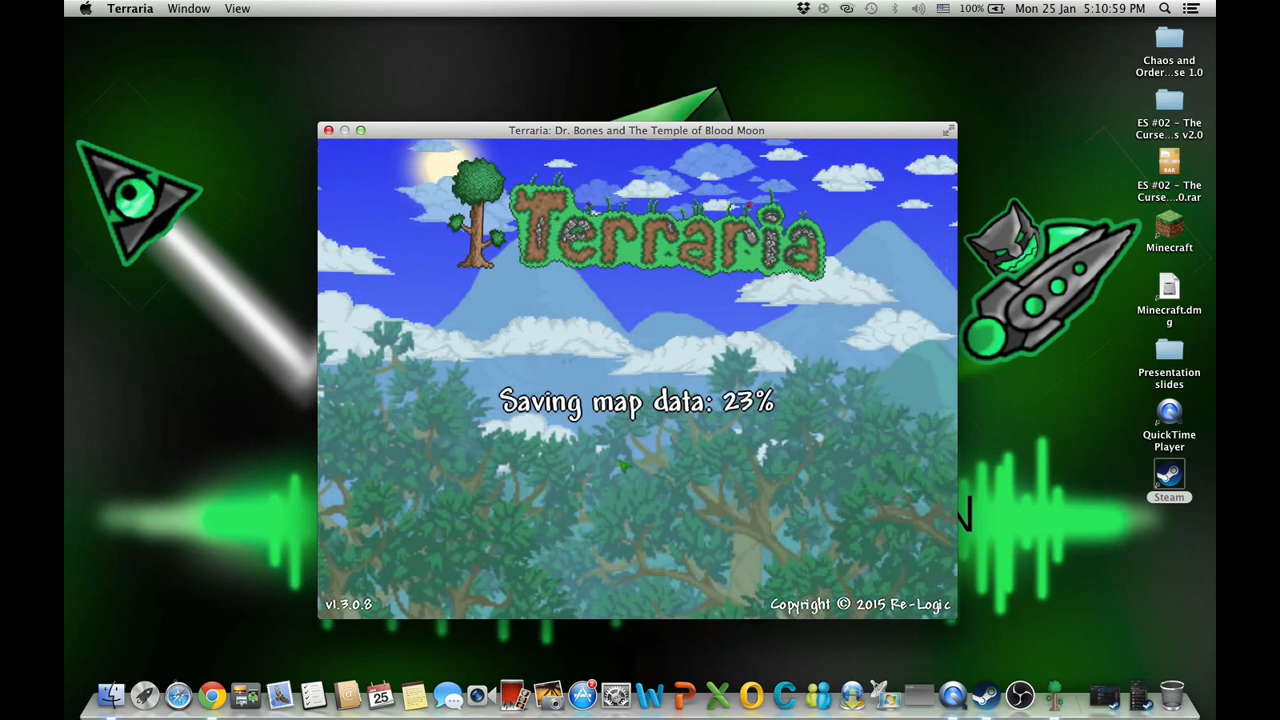 Terraria Window View 100% Mon 25 Jan 5:10:59 PM
Terraria: Dr. Bones and The Temple of Blood Moon
Terraria
Saving map data: 23%
v1.3.0.8
Copyright © 2015 Re-Logic
Chaos and
Order...se 1.0
ES #02 - The
Curse...s v2.0
RAR
ES #02 - The
Curse....0.rar
Minecraft
Minecraft.dm
g
Presentation
slides
QuickTime
Player
Steam
N
25